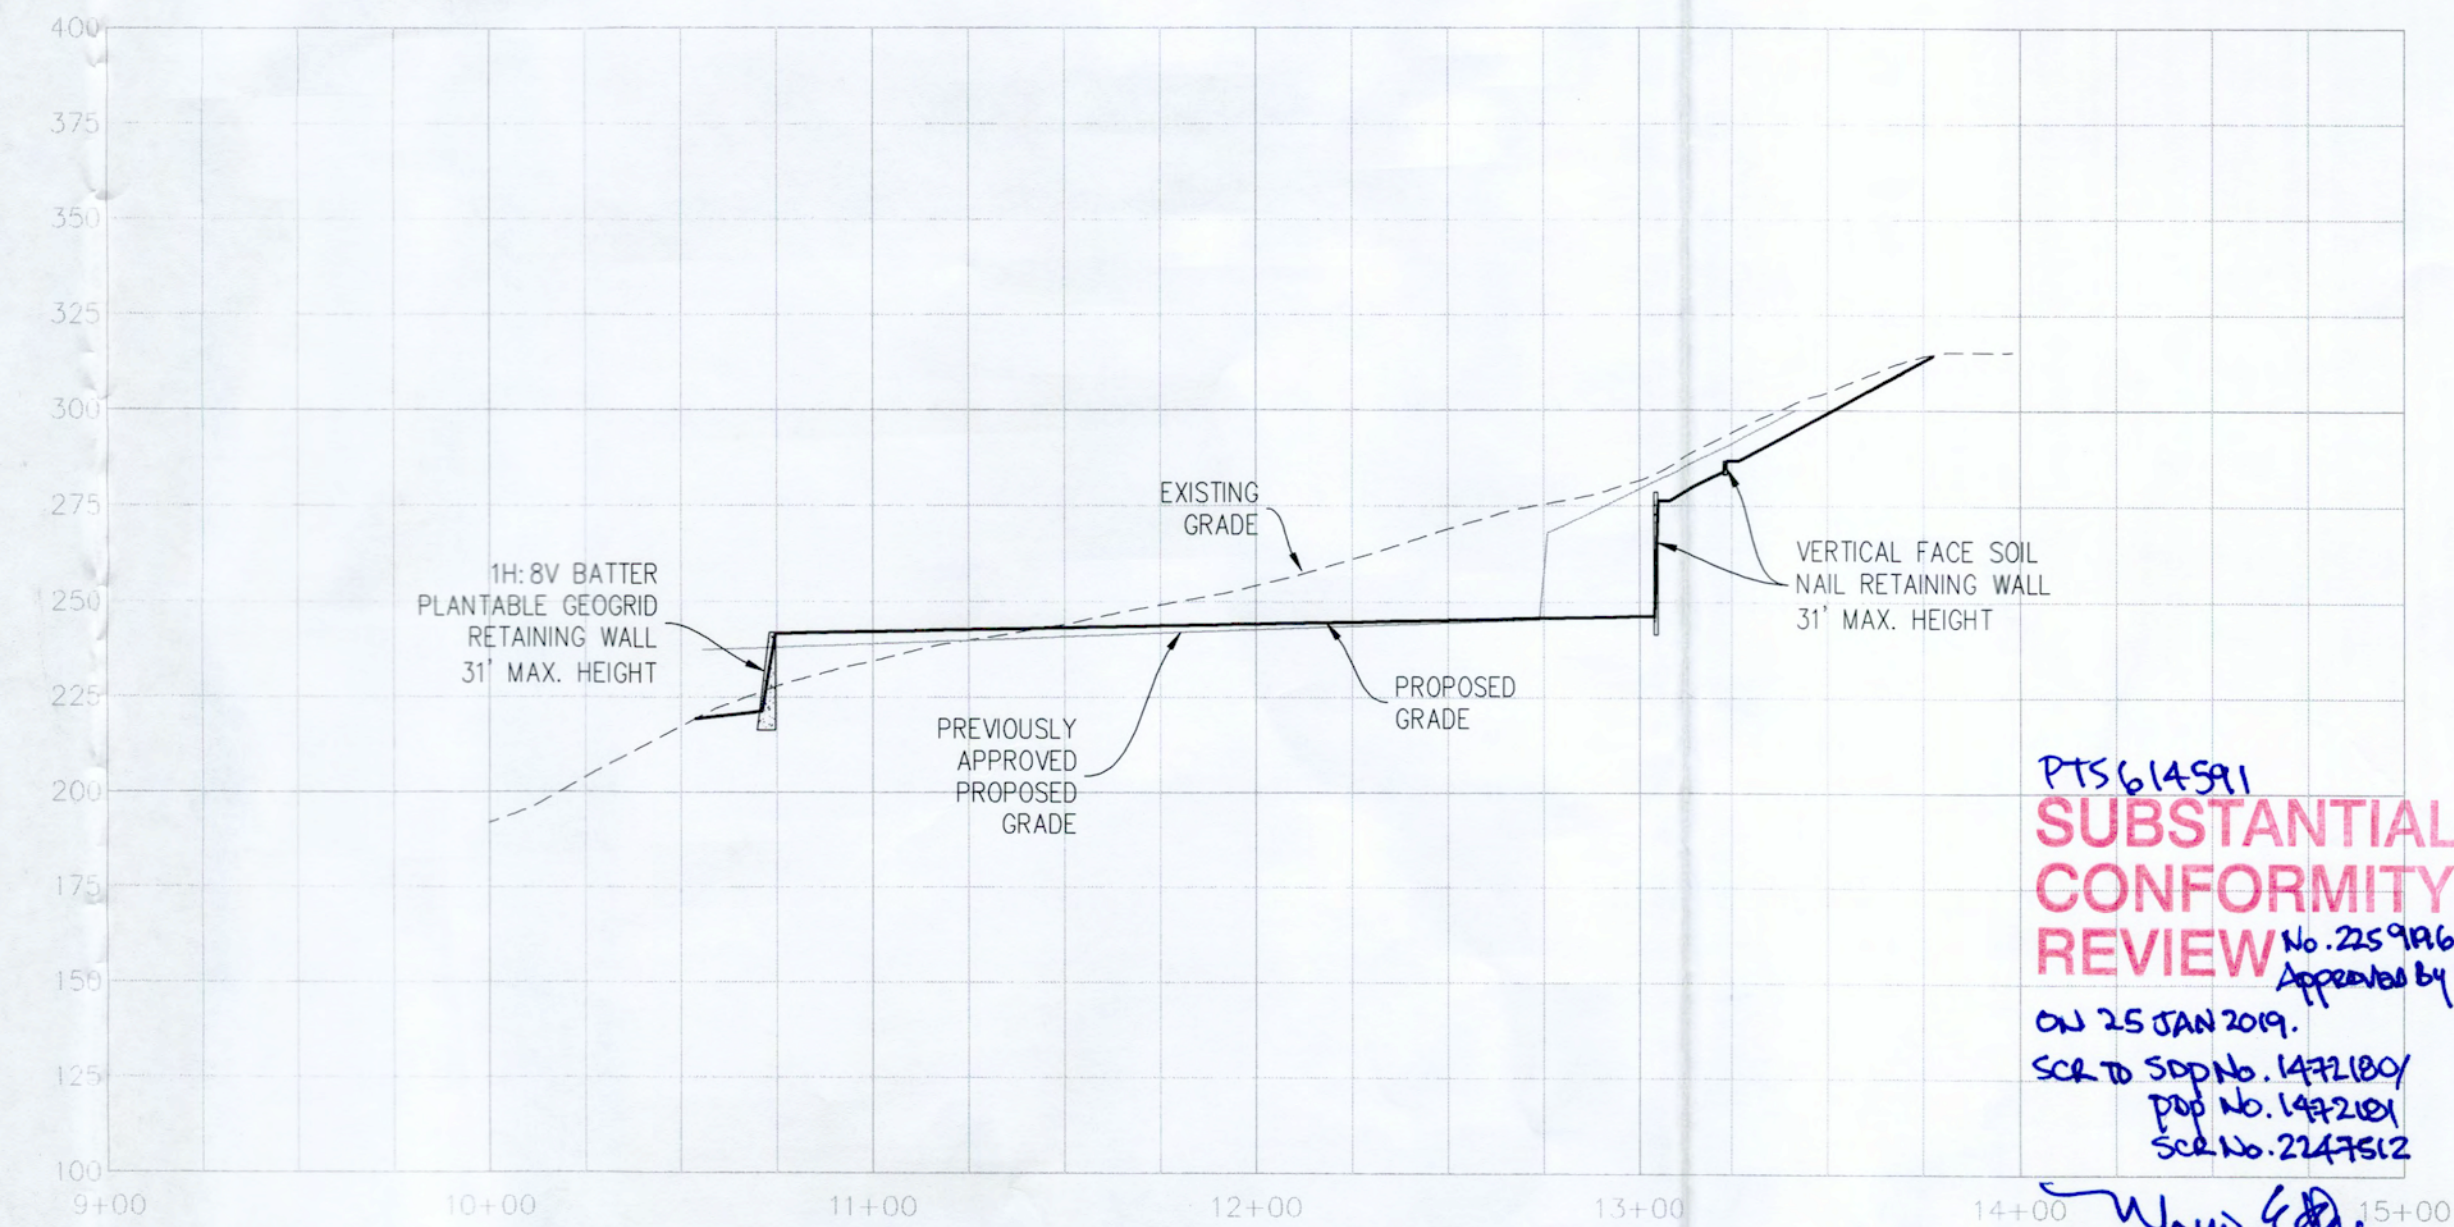 400
375
350
325
300
275
250
225
200
175
150
125
100
9+00
10+00
11+00
12+00
13+00
14+00
15+00
1H:8V BATTER
PLANTABLE GEOGRID
RETAINING WALL
31' MAX. HEIGHT
EXISTING
GRADE
PREVIOUSLY
APPROVED
PROPOSED
GRADE
PROPOSED
GRADE
VERTICAL FACE SOIL
NAIL RETAINING WALL
31' MAX. HEIGHT
PTS 614591
SUBSTANTIAL
CONFORMITY
REVIEW
No.
Approved By
ON 25 JAN 2019.
SCR TO SDP No. 1472180/
PDP No.
SCR No. 2247512